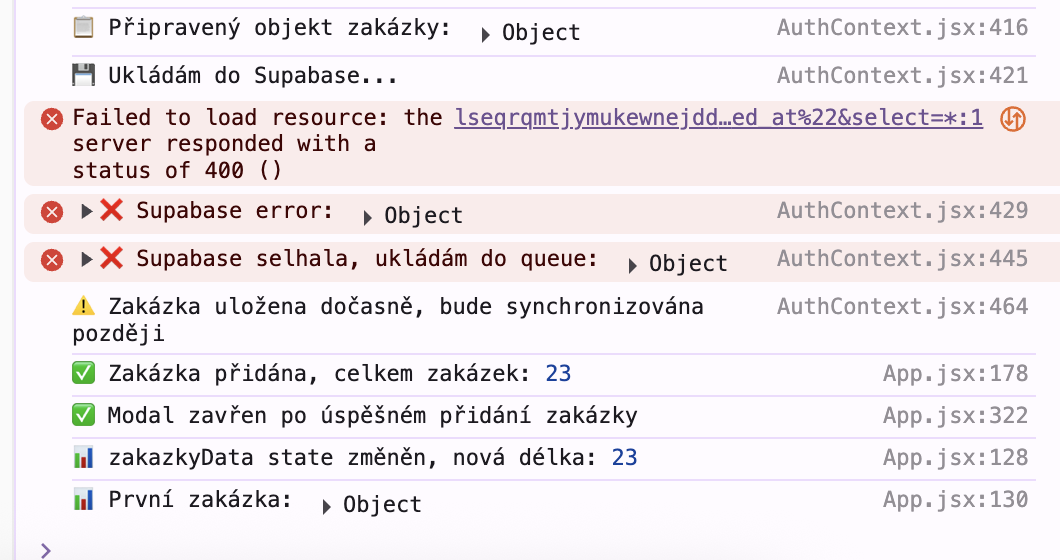 📋 Připravený objekt zakázky: ▶ Object AuthContext.jsx:416
💾 Ukládám do Supabase... AuthContext.jsx:421
Failed to load resource: the lseqrqmtjymukewnejdd…ed_at%22&select=*:1
server responded with a
status of 400 ()
▶❌ Supabase error: ▶ Object AuthContext.jsx:429
▶❌ Supabase selhala, ukládám do queue: ▶ Object AuthContext.jsx:445
⚠️ Zakázka uložena dočasně, bude synchronizována AuthContext.jsx:464
později
✅ Zakázka přidána, celkem zakázek: 23 App.jsx:178
✅ Modal zavřen po úspěšném přidání zakázky App.jsx:322
📊 zakazkyData state změněn, nová délka: 23 App.jsx:128
📊 První zakázka: ▶ Object App.jsx:130
>